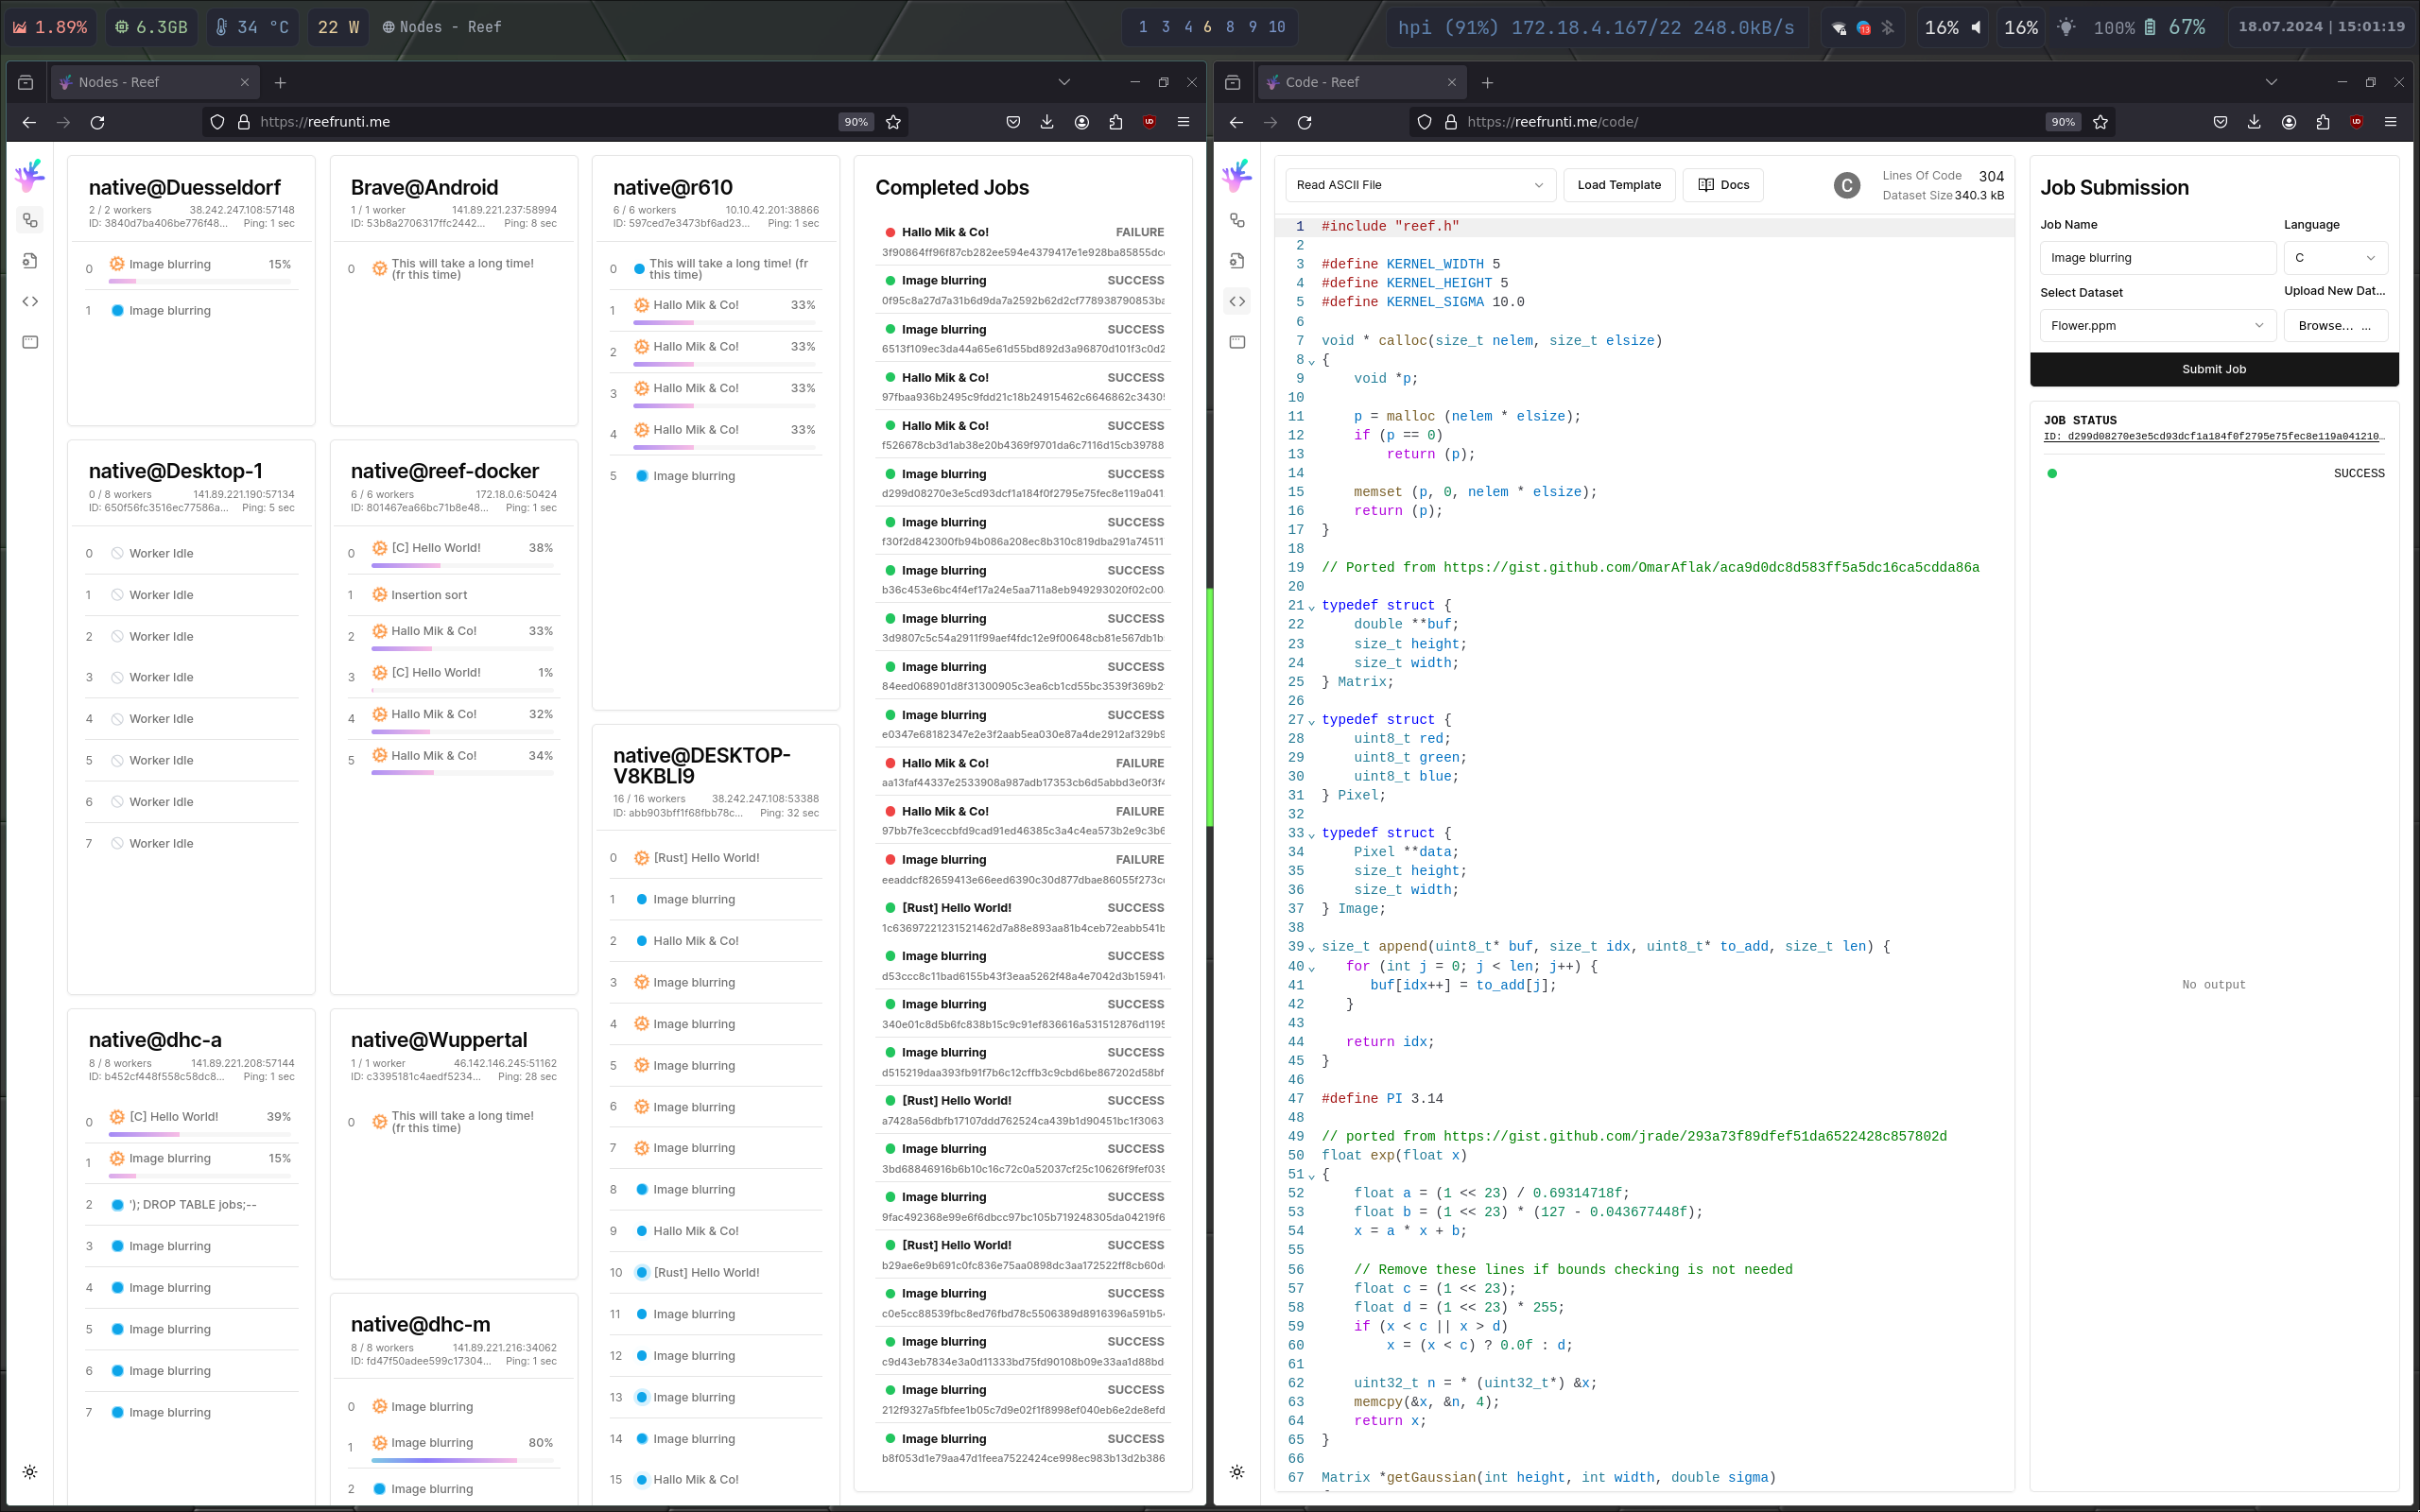 1.89%
6.3GB
34 °C
22 W
Nodes - Reef
1 3 4 6 8 9 10
hpi (91%) 172.18.4.167/22 248.0kB/s
13
16%
16%
100%
67%
18.07.2024 | 15:01:19
Nodes - Reef
https://reefrunti.me
90%
native@Duesseldorf
2 / 2 workers 38.242.247.108:57148
ID: 3840d7ba406be776f48... Ping: 1 sec
0 Image blurring 15%
1 Image blurring
native@Desktop-1
0 / 8 workers 141.89.221.190:57134
ID: 650f56fc3516ec77586a... Ping: 5 sec
0 Worker Idle
1 Worker Idle
2 Worker Idle
3 Worker Idle
4 Worker Idle
5 Worker Idle
6 Worker Idle
7 Worker Idle
native@dhc-a
8 / 8 workers 141.89.221.208:57144
ID: b452cf448f558c58dc8... Ping: 1 sec
0 [C] Hello World! 39%
1 Image blurring 15%
2 '); DROP TABLE jobs;--
3 Image blurring
4 Image blurring
5 Image blurring
6 Image blurring
7 Image blurring
Brave@Android
1 / 1 worker 141.89.221.237:58994
ID: 53b8a2706317ffc2442... Ping: 8 sec
0 This will take a long time!
(fr this time)
native@reef-docker
6 / 6 workers 172.18.0.6:50424
ID: 801467ea66bc71b8e48... Ping: 1 sec
0 [C] Hello World! 38%
1 Insertion sort
2 Hallo Mik & Co! 33%
3 [C] Hello World! 1%
4 Hallo Mik & Co! 32%
5 Hallo Mik & Co! 34%
native@Wuppertal
1 / 1 worker 46.142.146.245:51162
ID: c3395181c4aedf5234... Ping: 28 sec
0 This will take a long time!
(fr this time)
native@dhc-m
8 / 8 workers 141.89.221.216:34062
ID: fd47f50adee599c17304... Ping: 1 sec
0 Image blurring
1 Image blurring 80%
2 Image blurring
native@r610
6 / 6 workers 10.10.42.201:38866
ID: 597ced7e3473bf6ad23... Ping: 1 sec
0 This will take a long time! (fr
this time)
1 Hallo Mik & Co! 33%
2 Hallo Mik & Co! 33%
3 Hallo Mik & Co! 33%
4 Hallo Mik & Co! 33%
5 Image blurring
native@DESKTOP-
V8KBLI9
16 / 16 workers 38.242.247.108:53388
ID: abb903bff1f68fbb78c... Ping: 32 sec
0 [Rust] Hello World!
1 Image blurring
2 Hallo Mik & Co!
3 Image blurring
4 Image blurring
5 Image blurring
6 Image blurring
7 Image blurring
8 Image blurring
9 Hallo Mik & Co!
10 [Rust] Hello World!
11 Image blurring
12 Image blurring
13 Image blurring
14 Image blurring
15 Hallo Mik & Co!
Completed Jobs
Hallo Mik & Co! FAILURE
3f90864ff96f87cb282ee594e4379417e1e928ba85855dc
Image blurring SUCCESS
0f95c8a27d7a31b6d9da7a2592b62d2cf778938790853ba
Image blurring SUCCESS
6513f109ec3da44a65e61d55bd892d3a96870d101f3c0d2
Hallo Mik & Co! SUCCESS
97fbaa936b2495c9fdd21c18b24915462c6646862c3430
Hallo Mik & Co! SUCCESS
f526678cb3d1ab38e20b4369f9701da6c7116d15cb39788
Image blurring SUCCESS
d299d08270e3e5cd93dcf1a184f0f2795e75fec8e119a041
Image blurring SUCCESS
f30f2d842300fb94b086a208ec8b310c819dba291a74511
Image blurring SUCCESS
b36c453e6bc4f4ef17a24e5aa711a8eb949293020f02c00
Image blurring SUCCESS
3d9807c5c54a2911f99aef4fdc12e9f00648cb81e567db1b
Image blurring SUCCESS
84eed068901d8f31300905c3ea6cb1cd55bc3539f369b2
Image blurring SUCCESS
e0347e68182347e2e3f2aab5ea030e87a4de2912af329b9
Hallo Mik & Co! FAILURE
aa13faf44337e2533908a987adb17353cb6d5abbd3e0f3f4
Hallo Mik & Co! FAILURE
97bb7fe3ceccbfd9cad91ed46385c3a4c4ea573b2e9c3b6
Image blurring FAILURE
eeaddcf82659413e66eed6390c30d877dbae86055f273c
[Rust] Hello World! SUCCESS
1c63697221231521462d7a88e893aa81b4ceb72eabb541b
Image blurring SUCCESS
d53ccc8c11bad6155b43f3eaa5262f48a4e7042d3b15941
Image blurring SUCCESS
340e01c8d5b6fc838b15c9c91ef836616a531512876d1195
Image blurring SUCCESS
d515219daa393fb91f7b6c12cffb3c9cbd6be867202d58bf
[Rust] Hello World! SUCCESS
a7428a56dbfb17107ddd762524ca439b1d90451bc1f3063
Image blurring SUCCESS
3bd68846916b6b10c16c72c0a52037cf25c10626f9fef039
Image blurring SUCCESS
9fac492368e99e6f6dbcc97bc105b719248305da04219f6
[Rust] Hello World! SUCCESS
b29ae6e9b691c0fc836e75aa0898dc3aa172522ff8cb60d
Image blurring SUCCESS
c0e5cc88539fbc8ed76fbd78c5506389d8916396a591b5
Image blurring SUCCESS
c9d43eb7834e3a0d11333bd75fd90108b09e33aa1d88bd
Image blurring SUCCESS
212f9327a5fbfee1b05c7d9e02f1f8998ef040eb6e2de8efd
Image blurring SUCCESS
b8f053d1e79aa47d1feea7522424ce998ec983b13d2b386
Code - Reef
https://reefrunti.me/code/
90%
Read ASCII File
Load Template
Docs
C
Lines Of Code 304
Dataset Size 340.3 kB
1 #include "reef.h"
2
3 #define KERNEL_WIDTH 5
4 #define KERNEL_HEIGHT 5
5 #define KERNEL_SIGMA 10.0
6
7 void * calloc(size_t nelem, size_t elsize)
8 {
9 void *p;
10
11 p = malloc (nelem * elsize);
12 if (p == 0)
13 return (p);
14
15 memset (p, 0, nelem * elsize);
16 return (p);
17 }
18
19 // Ported from https://gist.github.com/OmarAflak/aca9d0dc8d583ff5a5dc16ca5cdda86a
20
21 typedef struct {
22 double **buf;
23 size_t height;
24 size_t width;
25 } Matrix;
26
27 typedef struct {
28 uint8_t red;
29 uint8_t green;
30 uint8_t blue;
31 } Pixel;
32
33 typedef struct {
34 Pixel **data;
35 size_t height;
36 size_t width;
37 } Image;
38
39 size_t append(uint8_t* buf, size_t idx, uint8_t* to_add, size_t len) {
40 for (int j = 0; j < len; j++) {
41 buf[idx++] = to_add[j];
42 }
43
44 return idx;
45 }
46
47 #define PI 3.14
48
49 // ported from https://gist.github.com/jrade/293a73f89dfef51da6522428c857802d
50 float exp(float x)
51 {
52 float a = (1 << 23) / 0.69314718f;
53 float b = (1 << 23) * (127 - 0.043677448f);
54 x = a * x + b;
55
56 // Remove these lines if bounds checking is not needed
57 float c = (1 << 23);
58 float d = (1 << 23) * 255;
59 if (x < c || x > d)
60 x = (x < c) ? 0.0f : d;
61
62 uint32_t n = * (uint32_t*) &x;
63 memcpy(&x, &n, 4);
64 return x;
65 }
66
67 Matrix *getGaussian(int height, int width, double sigma)
Job Submission
Job Name
Language
Image blurring
C
Select Dataset
Upload New Dat...
Flower.ppm
Browse... ...
Submit Job
JOB STATUS
ID: d299d08270e3e5cd93dcf1a184f0f2795e75fec8e119a041210...
SUCCESS
No output